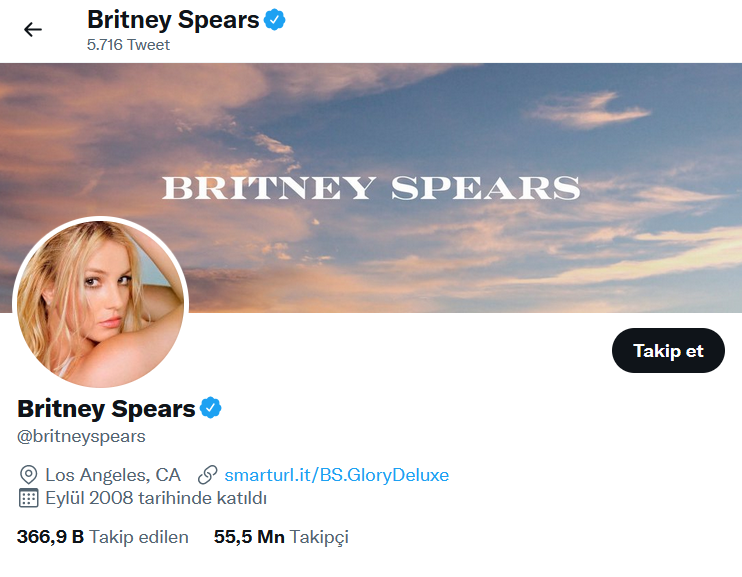 Britney Spears
5.716 Tweet
BRITNEY SPEARS
Takip et
Britney Spears
@britneyspears
Los Angeles, CA smarturl.it/BS.GloryDeluxe
Eylül 2008 tarihinde katıldı
366,9 B Takip edilen 55,5 Mn Takipçi